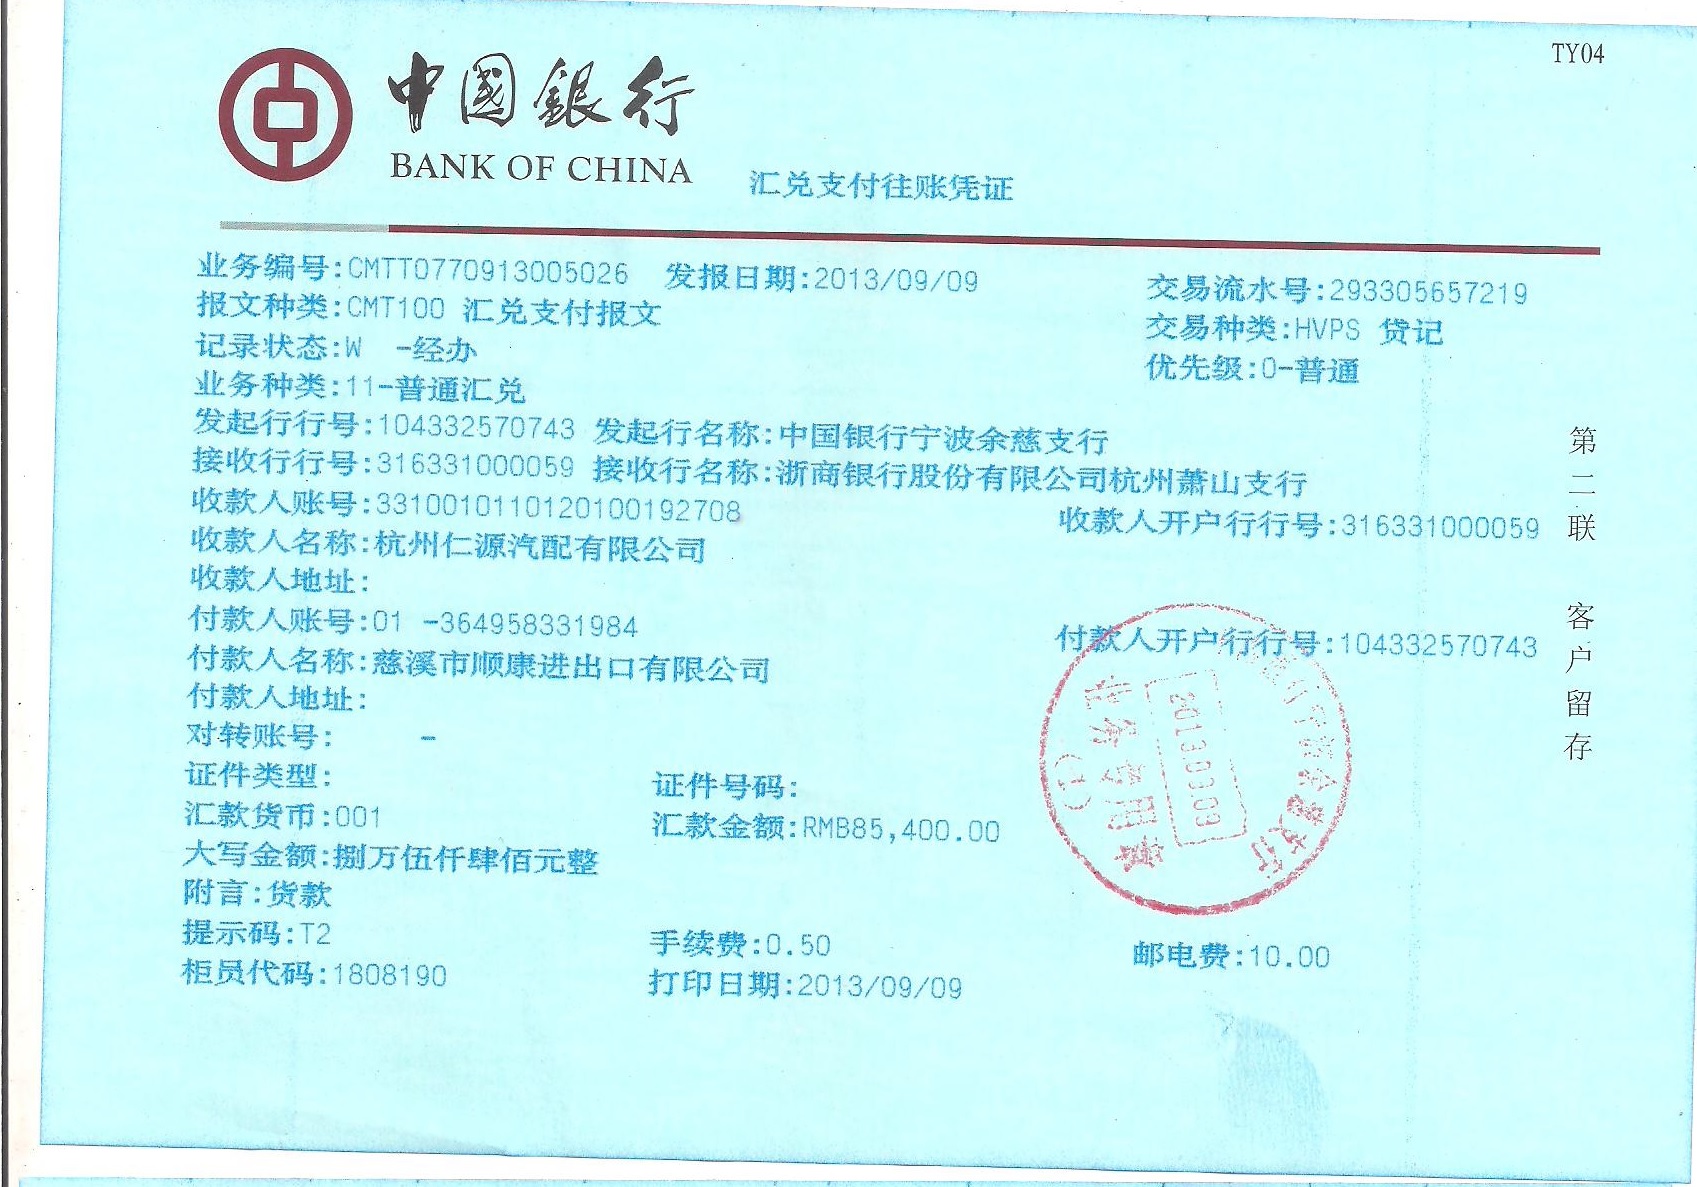 TY04
中國銀行
BANK OF CHINA
汇兑支付往账凭证
业务编号:CMTT0770913005026 发报日期:2013/09/09 交易流水号:293305657219
报文种类:CMT100 汇兑支付报文 交易种类:HVPS 贷记
记录状态:W -经办 优先级:0-普通
业务种类:11-普通汇兑
发起行行号:104332570743 发起行名称:中国银行宁波余慈支行
接收行行号:316331000059 接收行名称:浙商银行股份有限公司杭州萧山支行
收款人账号:3310010110120100192708 收款人开户行行号:316331000059
收款人名称:杭州仁源汽配有限公司
收款人地址:
付款人账号:01 -364958331984 付款人开户行行号:104332570743
付款人名称:慈溪市顺康进出口有限公司
付款人地址:
对转账号: -
证件类型: 证件号码:
汇款货币:001 汇款金额:RMB85,400.00
大写金额:捌万伍仟肆佰元整
附言:货款
提示码:T2 手续费:0.50 邮电费:10.00
柜员代码:1808190 打印日期:2013/09/09
第二联 客户留存
2013.09.09
业务专用章
(1)